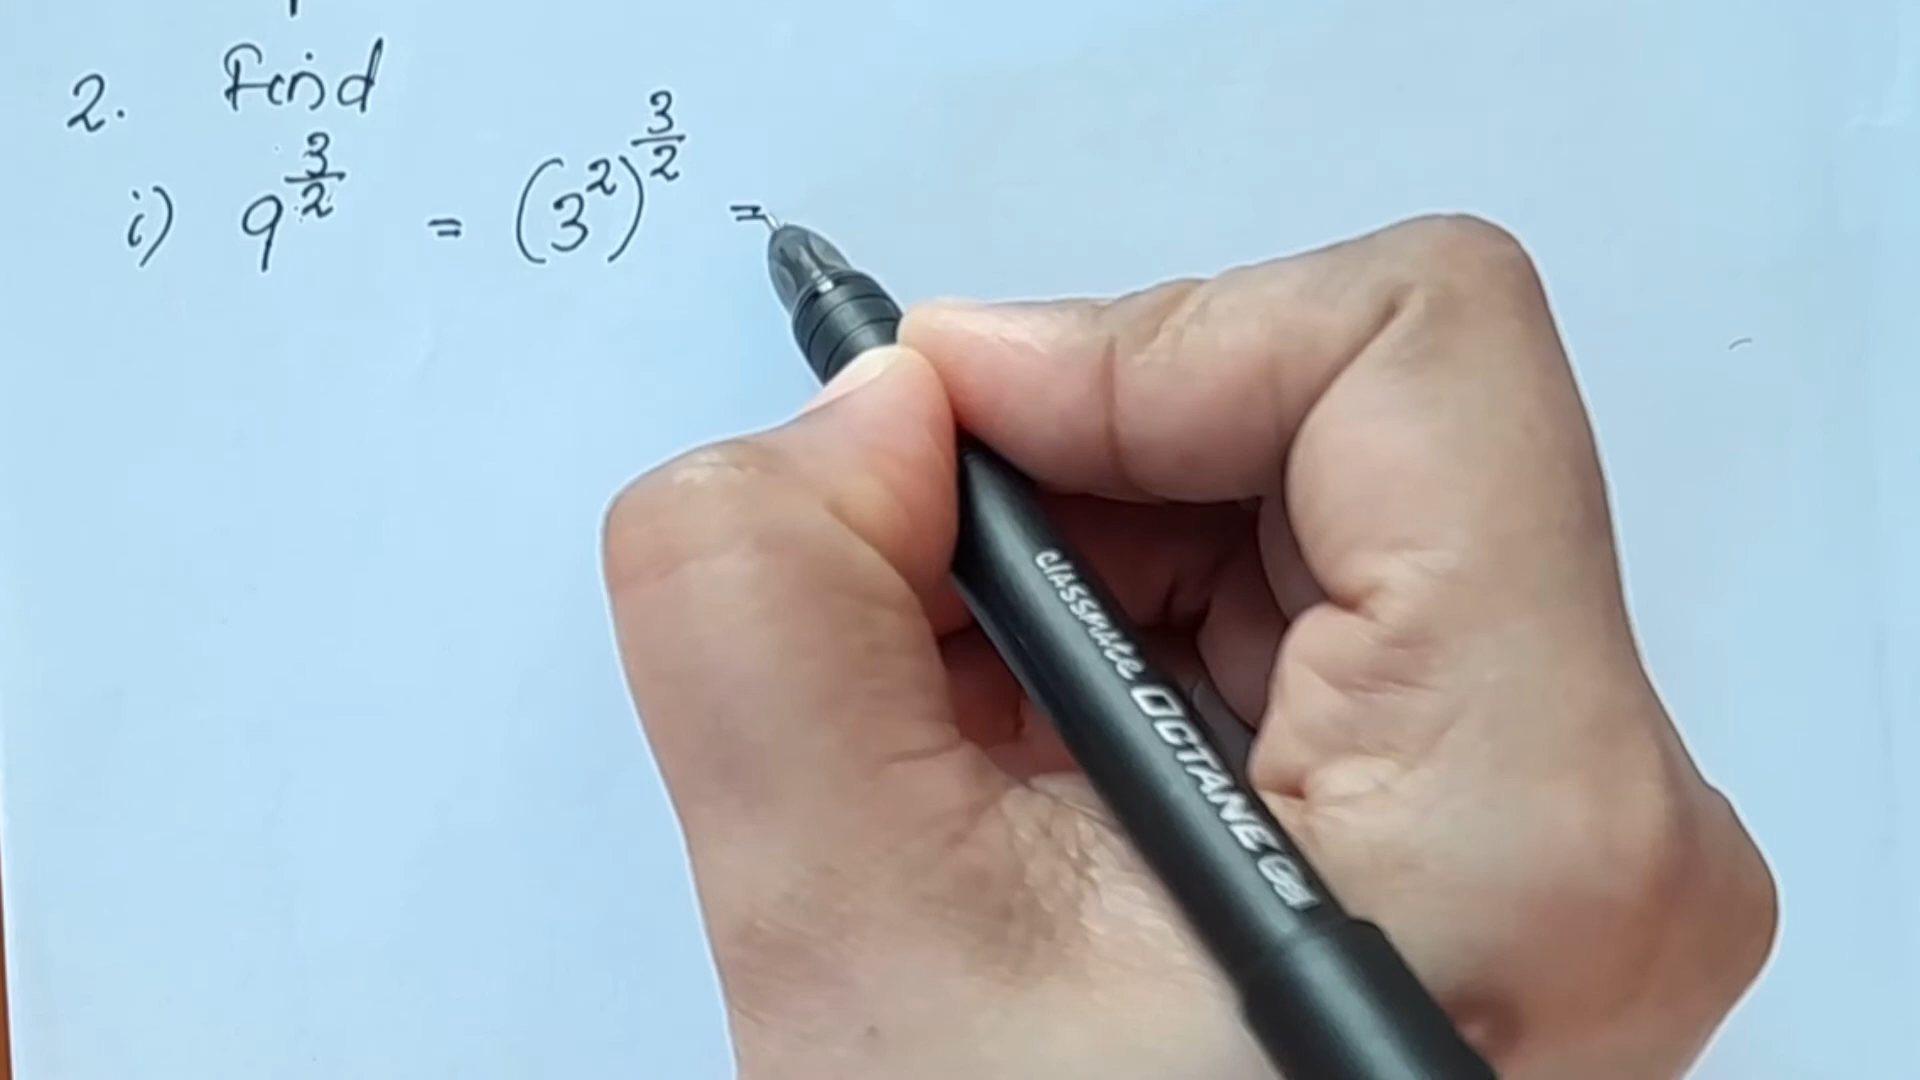 2. Find
i) 9^(3/2) = (3^2)^(3/2) =
classmate OCTANE